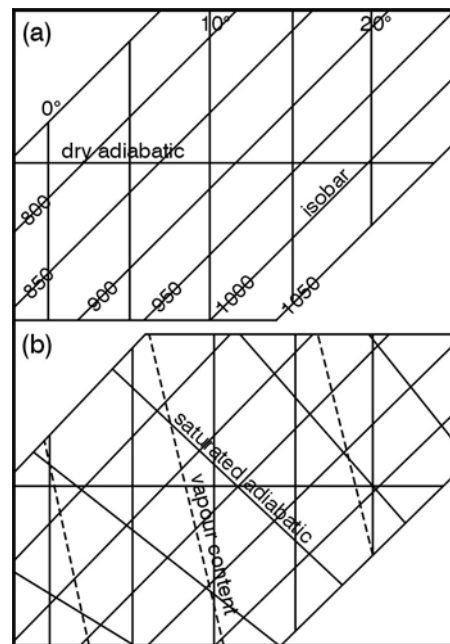 (a)
10°
20°
0°
dry adiabatic
isobar
800
850
900
950
1000
1050
(b)
saturated adiabatic
vapour content